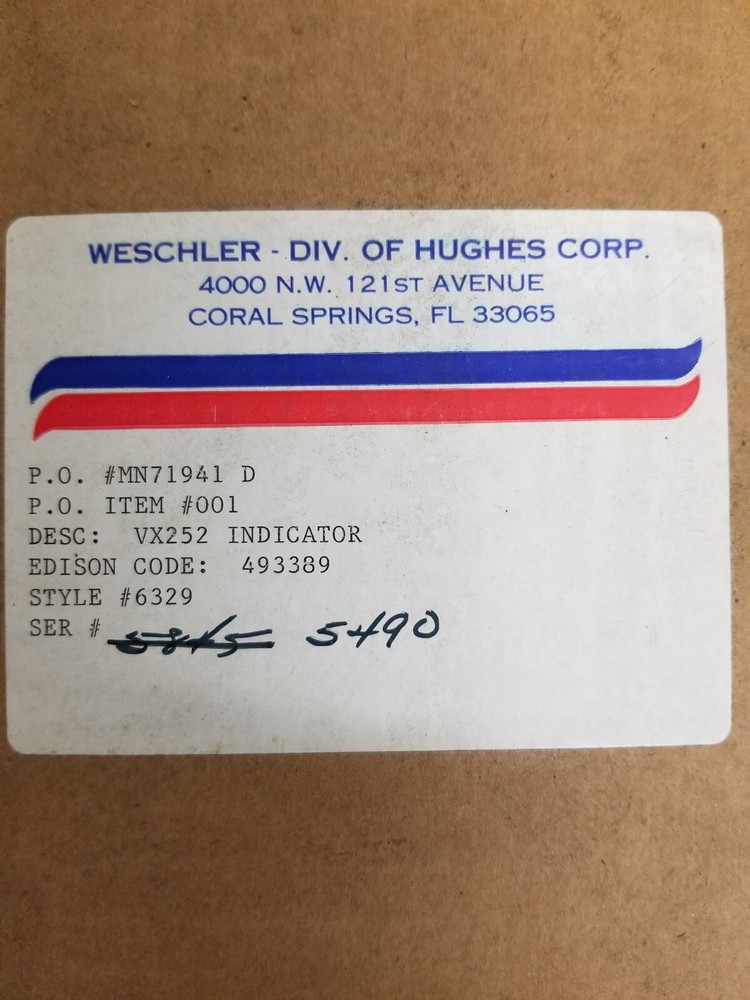 WESCHLER - DIV. OF HUGHES CORP.
4000 N.W. 121ST AVENUE
CORAL SPRINGS, FL 33065
P.O. #MN71941 D
P.O. ITEM #001
DESC: VX252 INDICATOR
EDISON CODE: 493389
STYLE #6329
SER # 5490